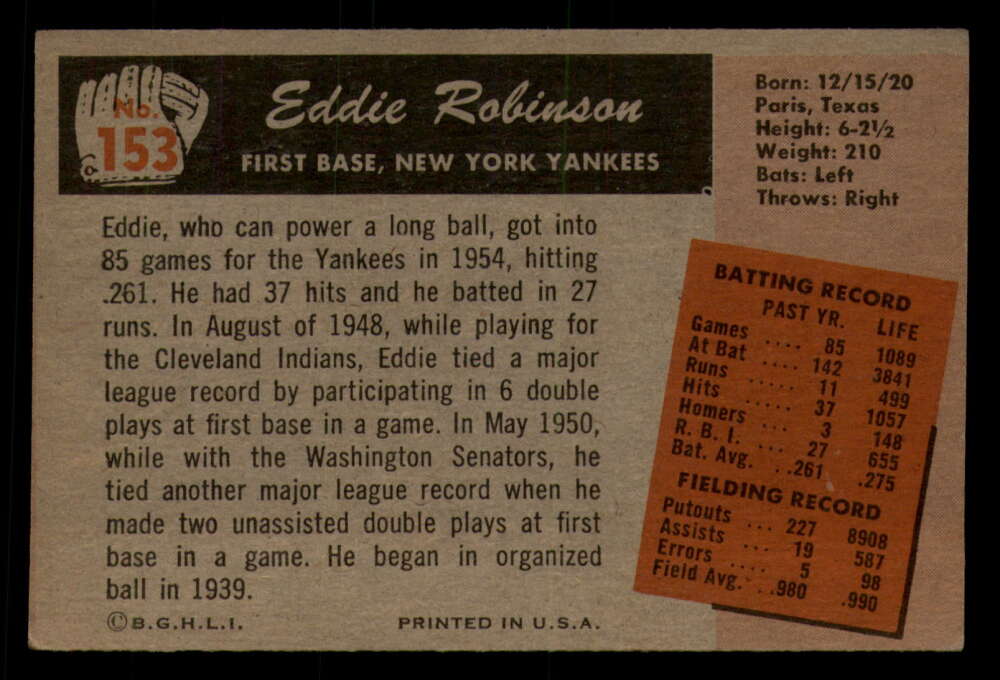 No.
153
Eddie Robinson
FIRST BASE, NEW YORK YANKEES
Born: 12/15/20
Paris, Texas
Height: 6-2½
Weight: 210
Bats: Left
Throws: Right
Eddie, who can power a long ball, got into
85 games for the Yankees in 1954, hitting
.261. He had 37 hits and he batted in 27
runs. In August of 1948, while playing for
the Cleveland Indians, Eddie tied a major
league record by participating in 6 double
plays at first base in a game. In May 1950,
while with the Washington Senators, he
tied another major league record when he
made two unassisted double plays at first
base in a game. He began in organized
ball in 1939.
BATTING RECORD
PAST YR. LIFE
Games .... 85 1089
At Bat .... 142 3841
Runs ..... 11 499
Hits ..... 37 1057
Homers ... 3 148
R. B. I. ... 27 655
Bat. Avg. ..261 .275
FIELDING RECORD
Putouts ... 227 8908
Assists ... 19 587
Errors .... 5 98
Field Avg. ..980 .990
©B.G.H.L.I. PRINTED IN U.S.A.